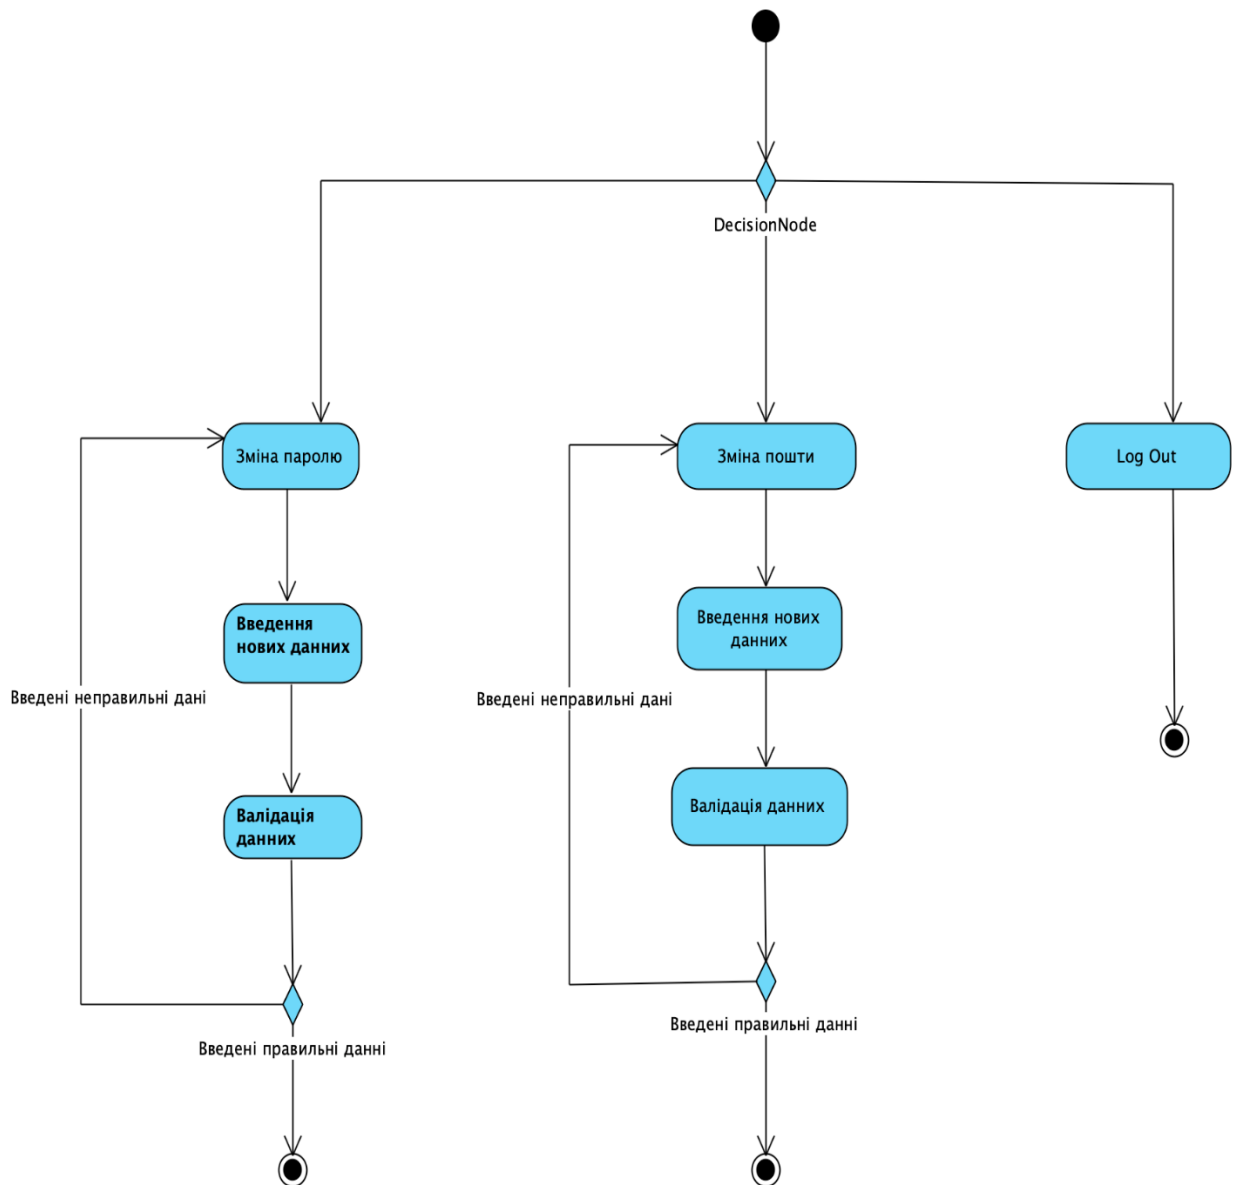 DecisionNode
Зміна паролю
Зміна пошти
Log Out
Введення
нових данних
Введення нових
данних
Введені неправильні дані
Введені неправильні дані
Валідація
данних
Валідація данних
Введені правильні данні
Введені правильні данні